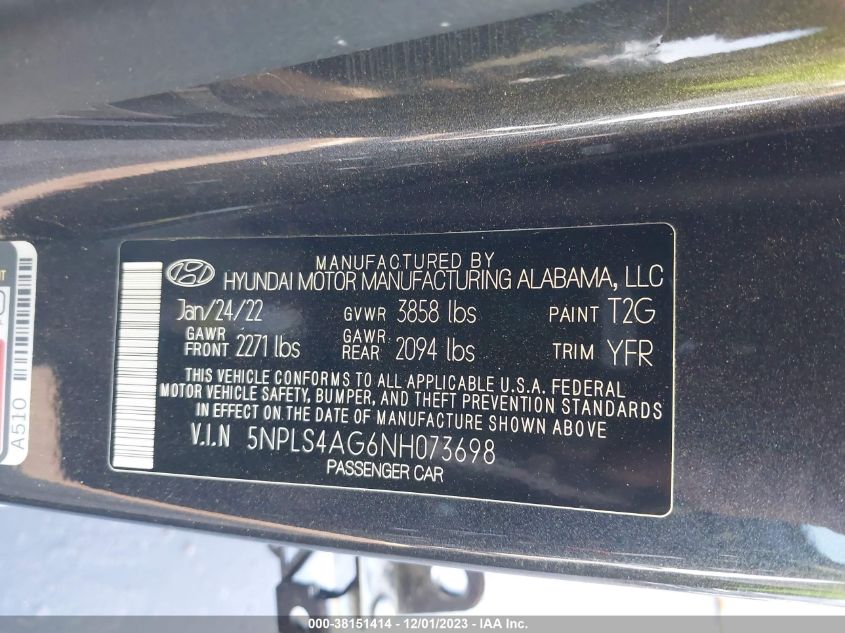 MANUFACTURED BY
HYUNDAI MOTOR MANUFACTURING ALABAMA, LLC
Jan/24/22 GVWR 3858 lbs PAINT T2G
GAWR FRONT 2271 lbs GAWR REAR 2094 lbs TRIM YFR
THIS VEHICLE CONFORMS TO ALL APPLICABLE U.S.A. FEDERAL
MOTOR VEHICLE SAFETY, BUMPER, AND THEFT PREVENTION STANDARDS
IN EFFECT ON THE DATE OF MANUFACTURE SHOWN ABOVE
V.I.N 5NPLS4AG6NH073698
PASSENGER CAR
A510
000-38151414 - 12/01/2023 - IAA Inc.